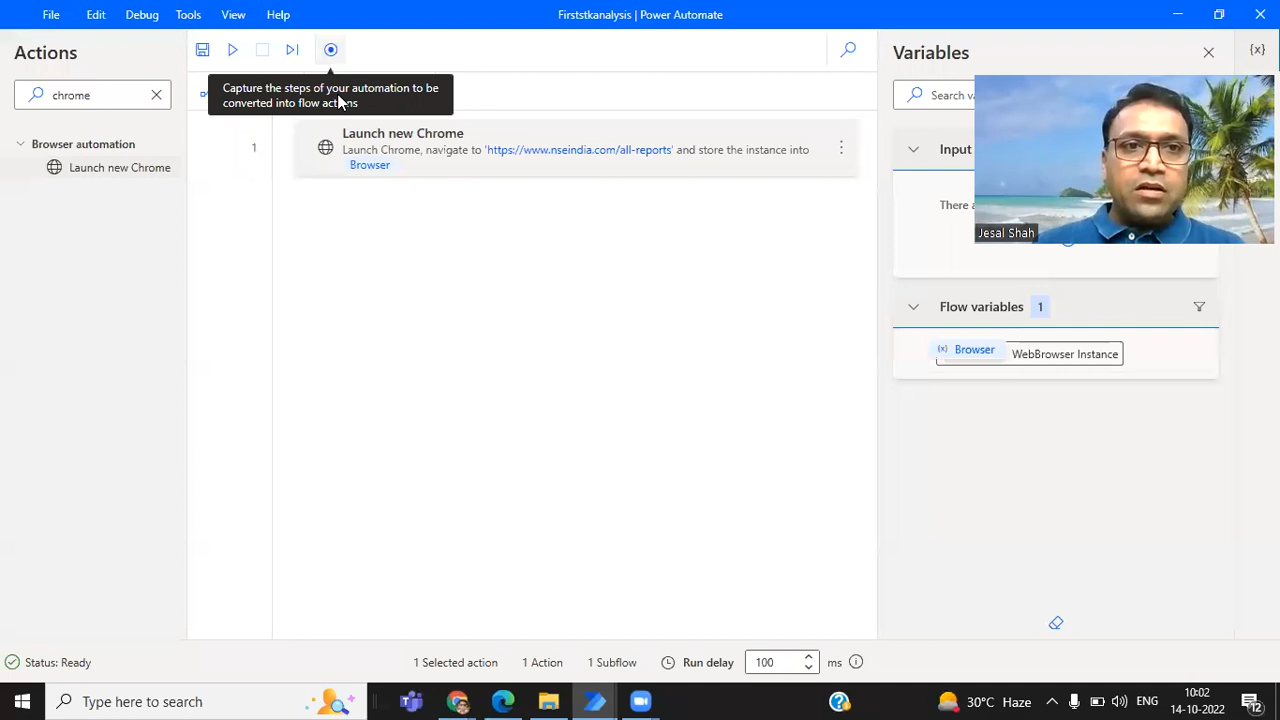 File Edit Debug Tools View Help
Firststkanalysis | Power Automate
Actions
chrome
Browser automation
Launch new Chrome
Capture the steps of your automation to be
converted into flow actions
1
Launch new Chrome
Launch Chrome, navigate to 'https://www.nseindia.com/all-reports' and store the instance into
Browser
Variables
{x}
Search va
Input
There a
Jesal Shah
Flow variables 1
{x} Browser WebBrowser Instance
Status: Ready
1 Selected action 1 Action 1 Subflow Run delay 100 ms
Type here to search
30°C Haze
ENG
10:02
14-10-2022
12